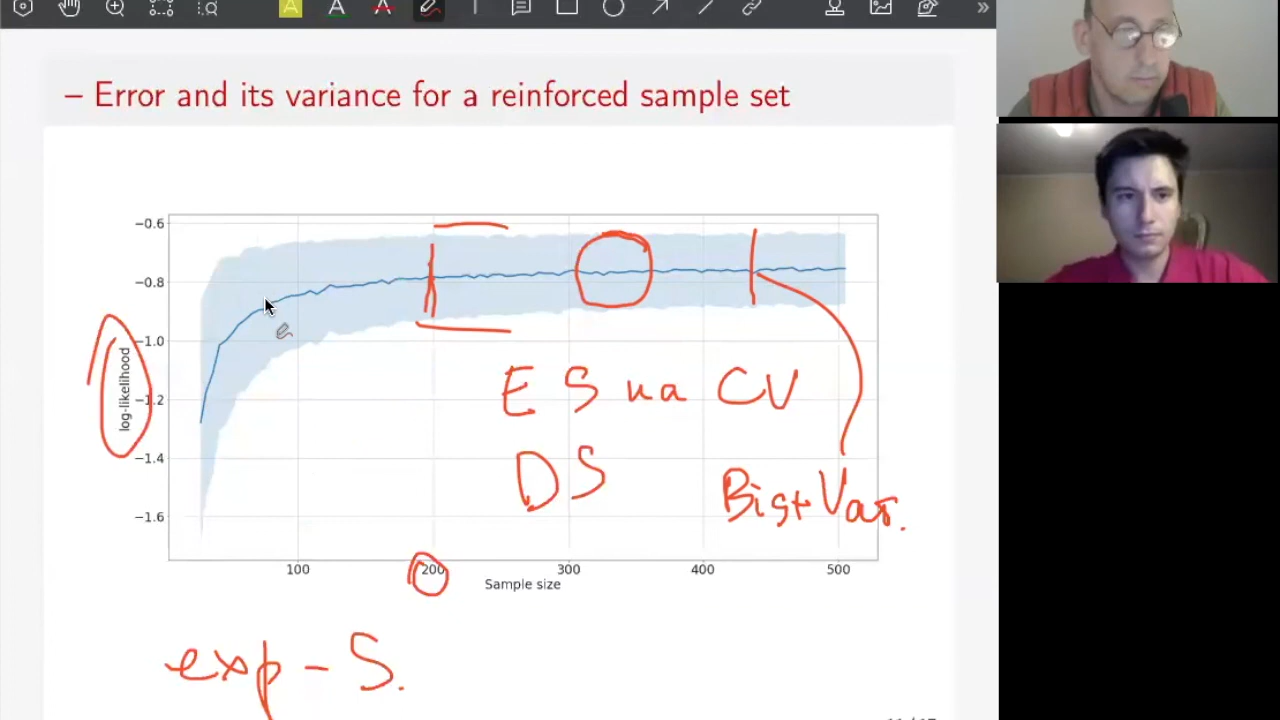 – Error and its variance for a reinforced sample set
−0.6
−0.8
−1.0
−1.2
−1.4
−1.6
log-likelihood
100 200 300 400 500
Sample size
E S на CV
DS
Bias+Var.
exp – S.